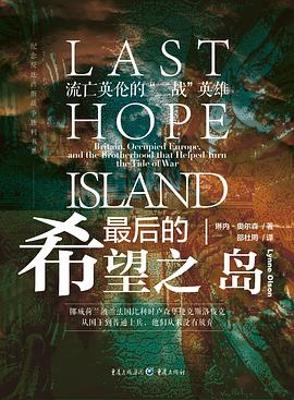 LAST
流亡英伦的“二战”英雄
HOPE
Britain, Occupied Europe,
and the Brotherhood that Helped Turn
the Tide of War
ISLAND
最后的
希望之岛
琳内·奥尔森 | 著
邵杜罔 | 译
Lynne Olson
挪威荷兰波兰法国比利时卢森堡捷克斯洛伐克
从国王到普通士兵，他们从来没有放弃
重庆出版集团
重庆出版社